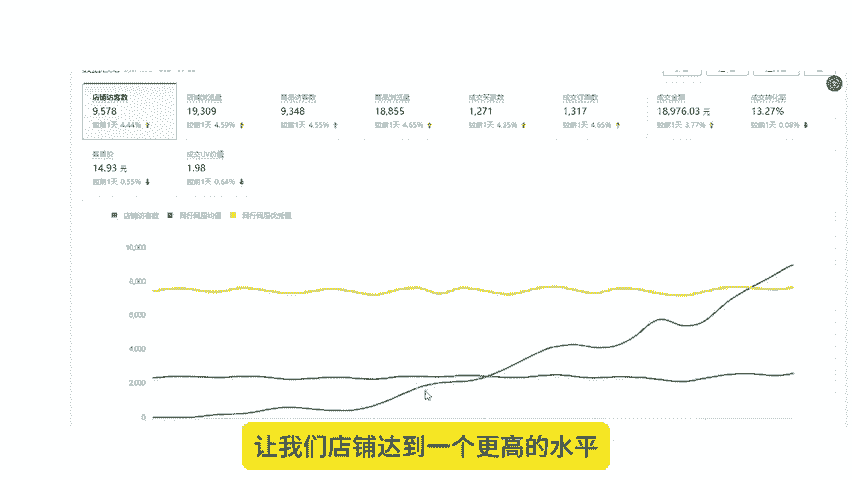 店铺访客数 店铺浏览量 商品访客数 商品浏览量 成交买家数 成交订单数 成交金额 成交转化率
9,578 19,309 9,348 18,855 1,271 1,317 18,976.03 元 13.27%
较前1天 4.44% 较前1天 4.59% 较前1天 4.55% 较前1天 4.65% 较前1天 4.35% 较前1天 4.65% 较前1天 3.77% 较前1天 0.08%
客单价 成交UV价值
14.93 元 1.98
较前1天 0.55% 较前1天 0.64%
店铺访客数 同行同层均值 同行同层优秀值
10,000
8,000
6,000
4,000
2,000
0
让我们店铺达到一个更高的水平